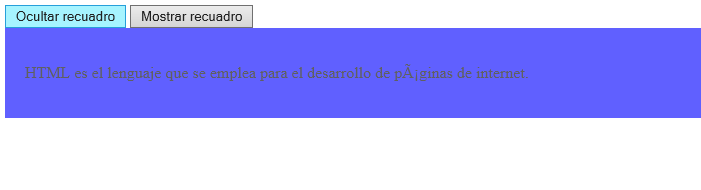 Ocultar recuadro Mostrar recuadro
HTML es el lenguaje que se emplea para el desarrollo de pÃ¡ginas de internet.